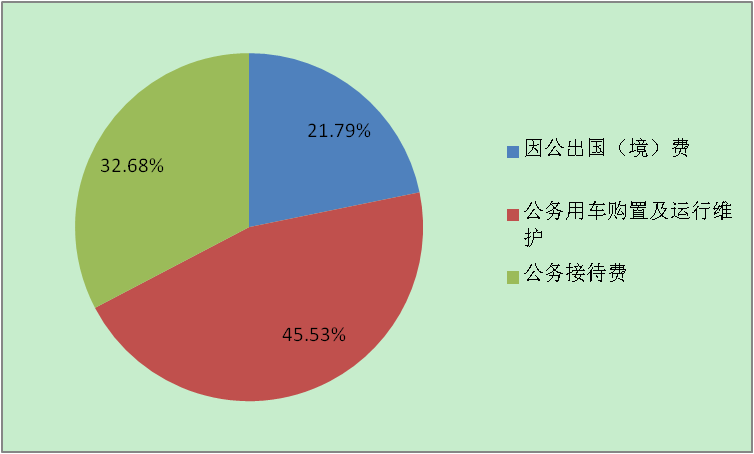 21.79%
32.68%
45.53%
因公出国（境）费
公务用车购置及运行维
护
公务接待费